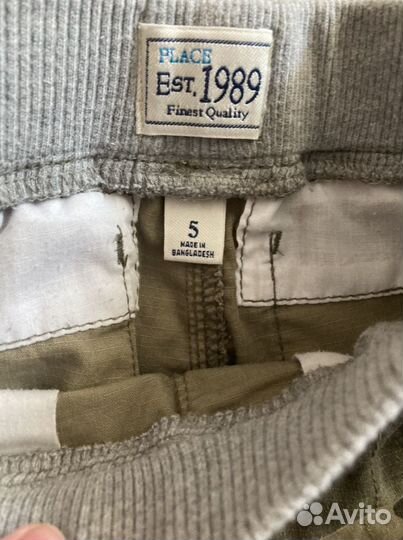 PLACE
EST. 1989
Finest Quality
5
MADE IN
BANGLADESH
Avito